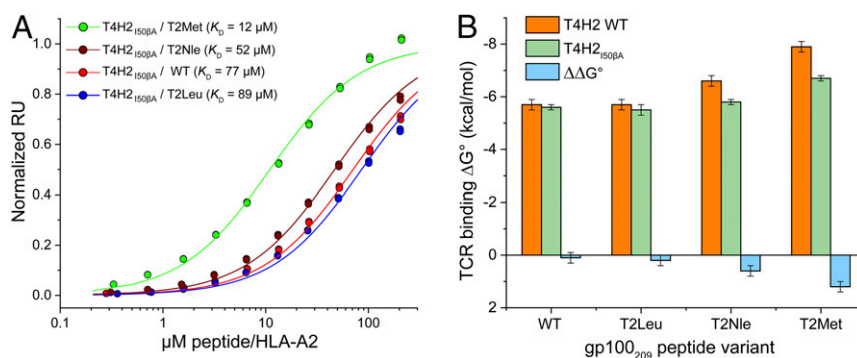 A
T4H2I50βA / T2Met (KD = 12 μM)
T4H2I50βA / T2Nle (KD = 52 μM)
T4H2I50βA / WT (KD = 77 μM)
T4H2I50βA / T2Leu (KD = 89 μM)
Normalized RU
1.0
0.8
0.6
0.4
0.2
0.0
0.1
1
10
100
μM peptide/HLA-A2
B
T4H2 WT
T4H2I50βA
ΔΔG°
TCR binding ΔG° (kcal/mol)
-8
-6
-4
-2
0
2
WT
T2Leu
T2Nle
T2Met
gp100209 peptide variant